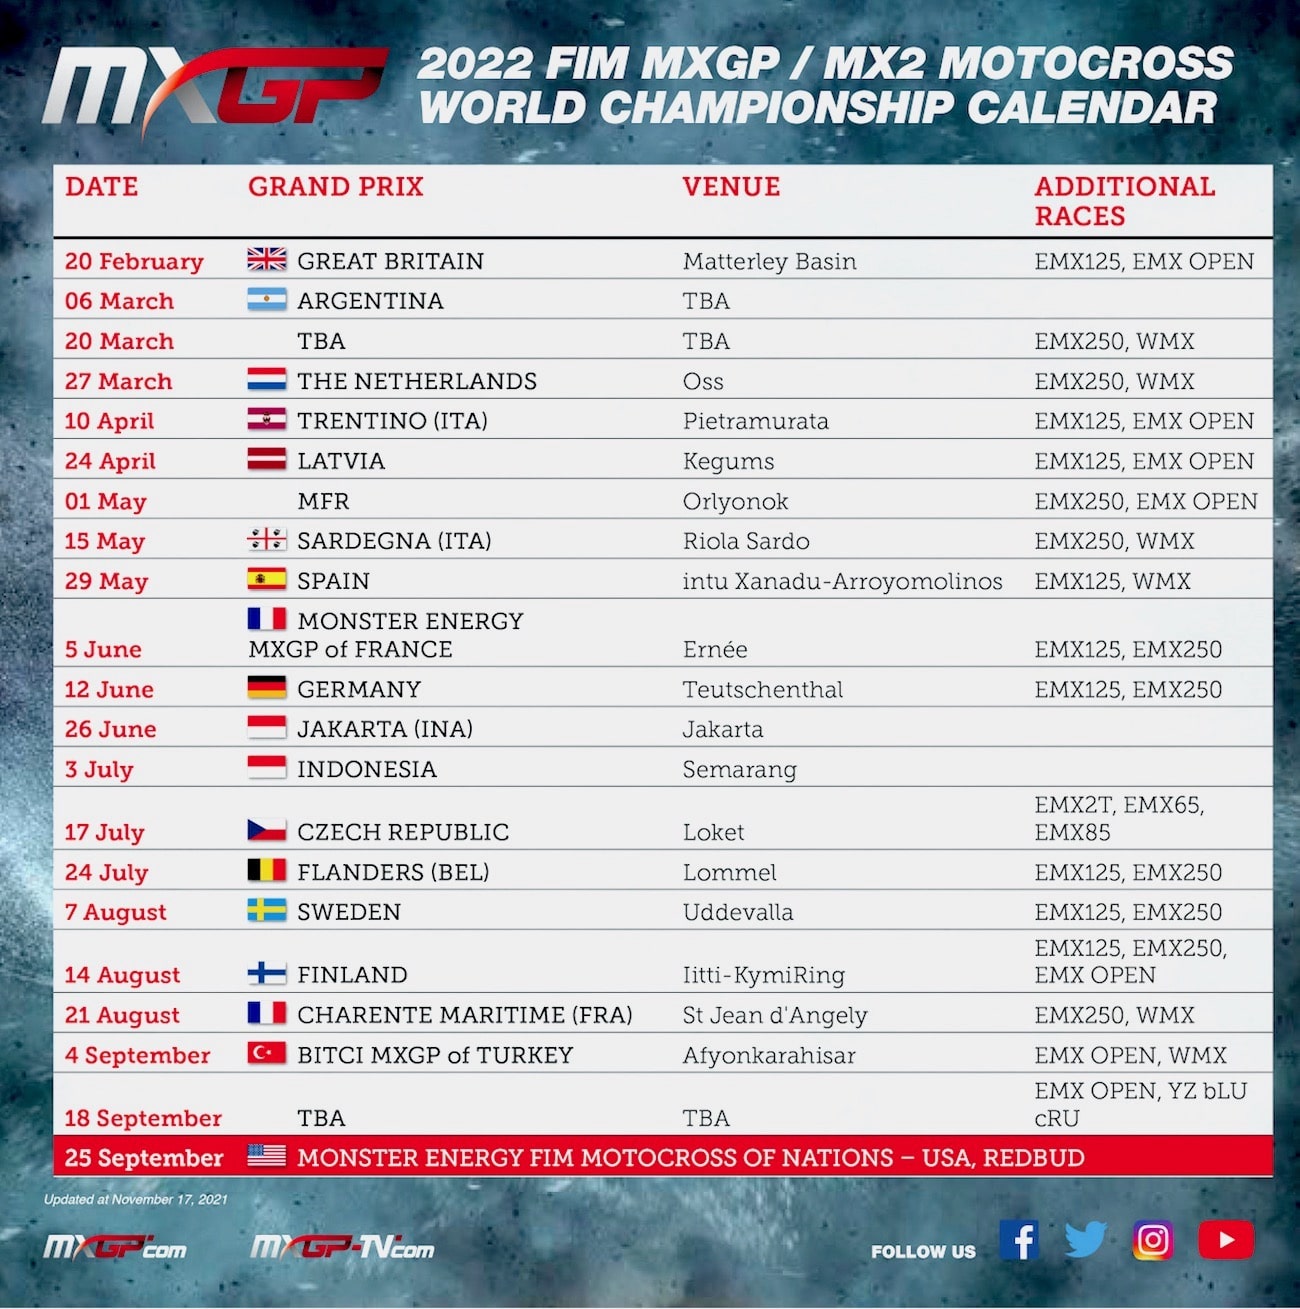 MXGP
2022 FIM MXGP / MX2 MOTOCROSS
WORLD CHAMPIONSHIP CALENDAR
DATE GRAND PRIX VENUE ADDITIONAL
RACES
20 February GREAT BRITAIN Matterley Basin EMX125, EMX OPEN
06 March ARGENTINA TBA
20 March TBA TBA EMX250, WMX
27 March THE NETHERLANDS Oss EMX250, WMX
10 April TRENTINO (ITA) Pietramurata EMX125, EMX OPEN
24 April LATVIA Kegums EMX125, EMX OPEN
01 May MFR Orlyonok EMX250, EMX OPEN
15 May SARDEGNA (ITA) Riola Sardo EMX250, WMX
29 May SPAIN intu Xanadu-Arroyomolinos EMX125, WMX
MONSTER ENERGY
5 June MXGP of FRANCE Ernée EMX125, EMX250
12 June GERMANY Teutschenthal EMX125, EMX250
26 June JAKARTA (INA) Jakarta
3 July INDONESIA Semarang
EMX2T, EMX65,
17 July CZECH REPUBLIC Loket EMX85
24 July FLANDERS (BEL) Lommel EMX125, EMX250
7 August SWEDEN Uddevalla EMX125, EMX250
EMX125, EMX250,
14 August FINLAND Iitti-KymiRing EMX OPEN
21 August CHARENTE MARITIME (FRA) St Jean d'Angely EMX250, WMX
4 September BITCI MXGP of TURKEY Afyonkarahisar EMX OPEN, WMX
EMX OPEN, YZ bLU
18 September TBA TBA cRU
25 September MONSTER ENERGY FIM MOTOCROSS OF NATIONS – USA, REDBUD
Updated at November 17, 2021
MXGP.com MXGP-TV.com FOLLOW US